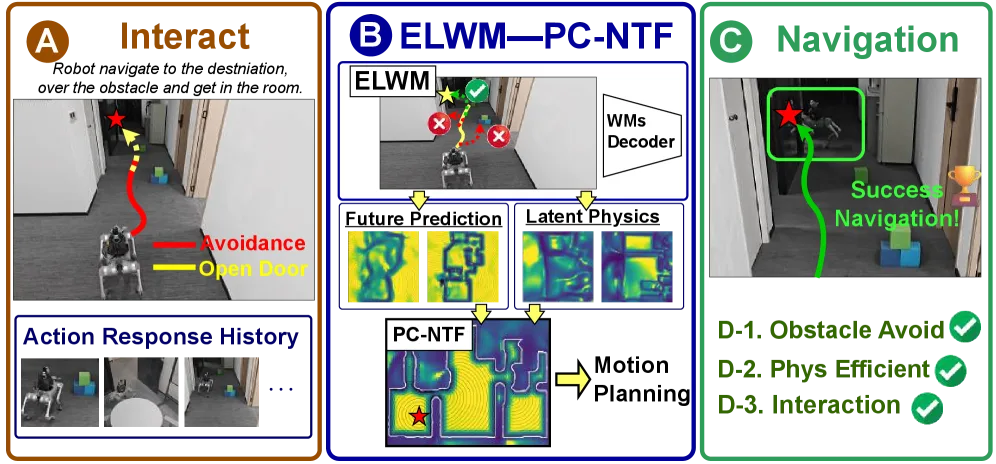 A Interact
Robot navigate to the destniation,
over the obstacle and get in the room.
Avoidance
Open Door
Action Response History
...
B ELWM—PC-NTF
ELWM
WMs
Decoder
Future Prediction
Latent Physics
PC-NTF
Motion
Planning
C Navigation
Success
Navigation!
D-1. Obstacle Avoid
D-2. Phys Efficient
D-3. Interaction